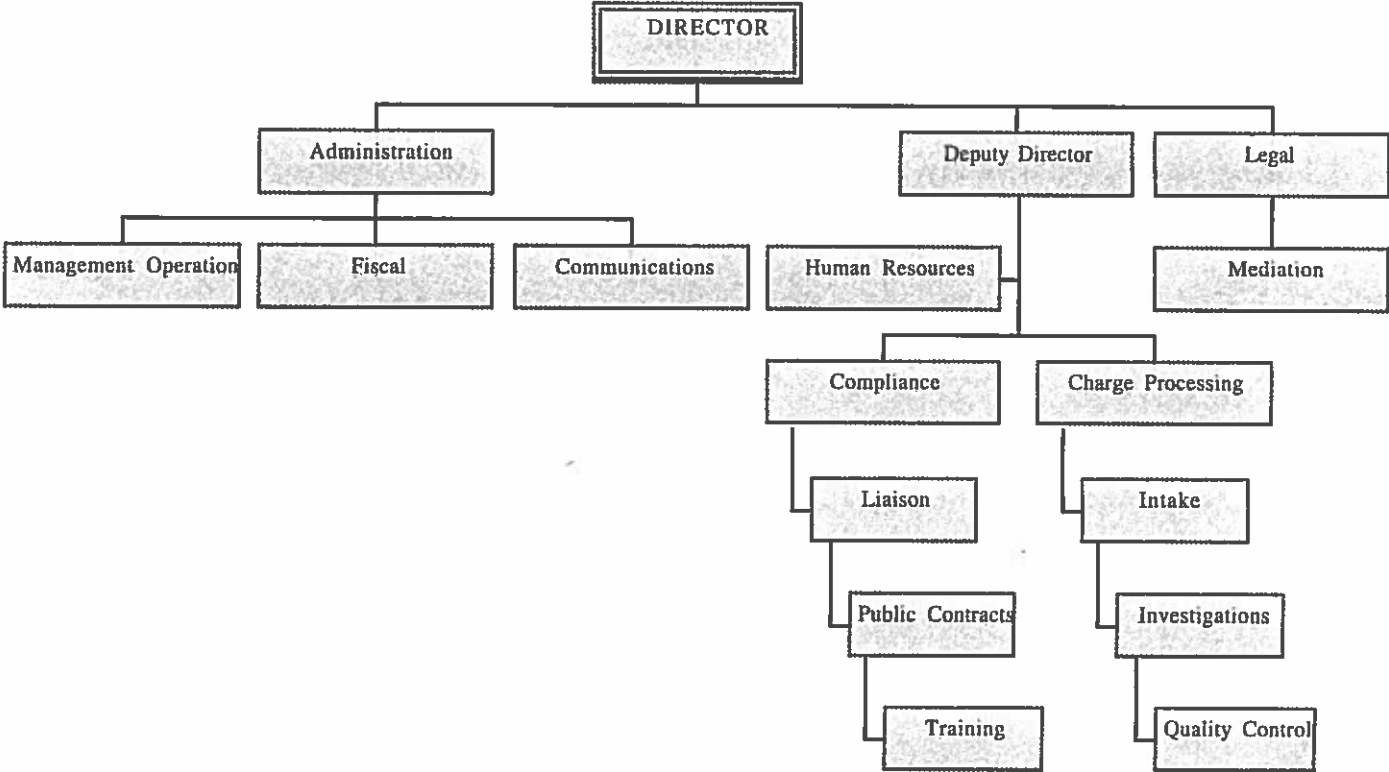 DIRECTOR
Administration
Deputy Director
Legal
Management Operation
Fiscal
Communications
Human Resources
Mediation
Compliance
Charge Processing
Liaison
Intake
Public Contracts
Investigations
Training
Quality Control